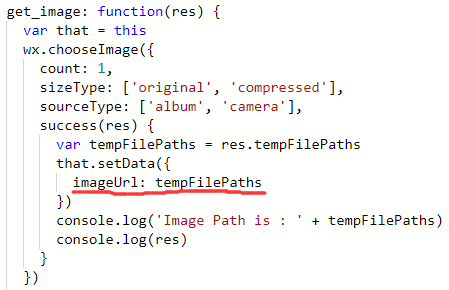 get_image: function(res) {
var that = this
wx.chooseImage({
count: 1,
sizeType: ['original', 'compressed'],
sourceType: ['album', 'camera'],
success(res) {
var tempFilePaths = res.tempFilePaths
that.setData({
imageUrl: tempFilePaths
})
console.log('Image Path is : ' + tempFilePaths)
console.log(res)
}
})